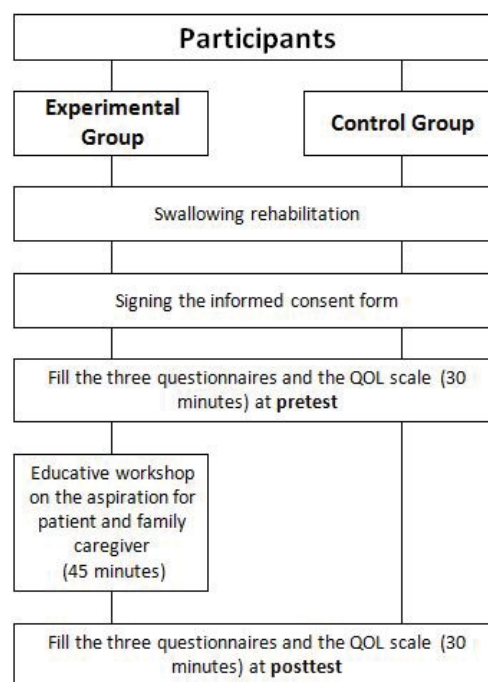 Participants
Experimental
Group
Control Group
Swallowing rehabilitation
Signing the informed consent form
Fill the three questionnaires and the QOL scale (30
minutes) at pretest
Educative workshop
on the aspiration for
patient and family
caregiver
(45 minutes)
Fill the three questionnaires and the QOL scale (30
minutes) at posttest